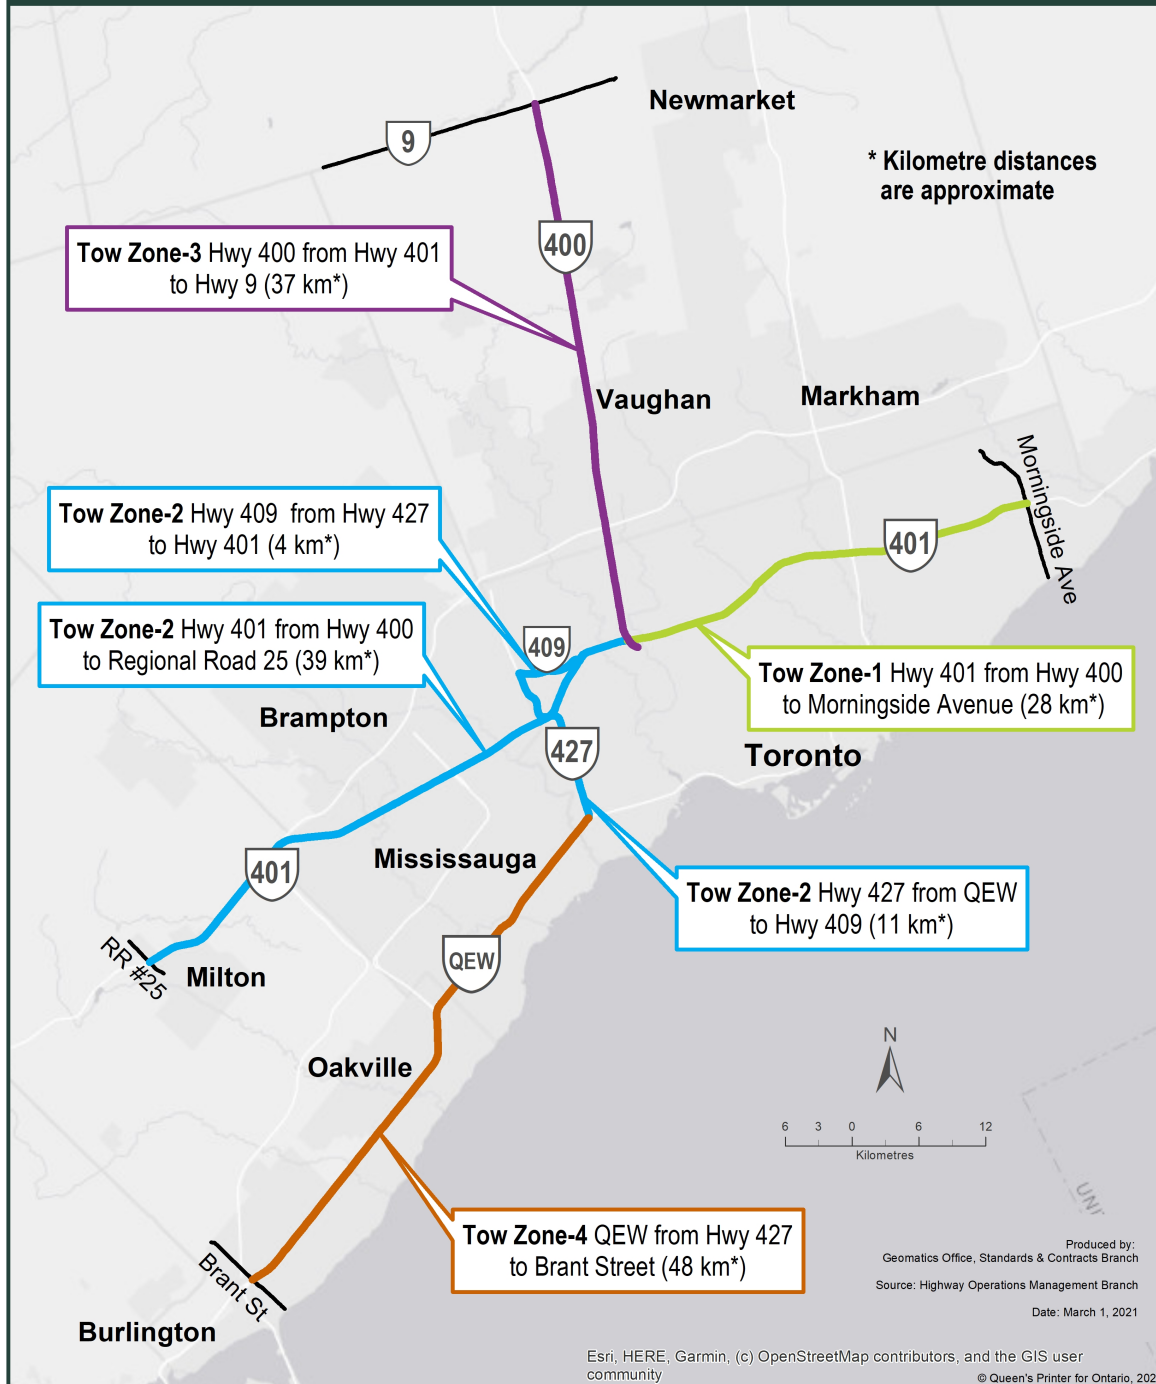 Newmarket
9
* Kilometre distances
are approximate
400
Tow Zone-3 Hwy 400 from Hwy 401
to Hwy 9 (37 km*)
Vaughan
Markham
Morningside Ave
Tow Zone-2 Hwy 409 from Hwy 427
to Hwy 401 (4 km*)
401
Tow Zone-2 Hwy 401 from Hwy 400
to Regional Road 25 (39 km*)
409
Tow Zone-1 Hwy 401 from Hwy 400
to Morningside Avenue (28 km*)
Brampton
427
Toronto
Mississauga
401
Tow Zone-2 Hwy 427 from QEW
to Hwy 409 (11 km*)
RR #25
Milton
QEW
N
Oakville
6 3 0 6 12
Kilometres
UNI
Tow Zone-4 QEW from Hwy 427
to Brant Street (48 km*)
Brant St
Burlington
Produced by:
Geomatics Office, Standards & Contracts Branch
Source: Highway Operations Management Branch
Date: March 1, 2021
Esri, HERE, Garmin, (c) OpenStreetMap contributors, and the GIS user
community
© Queen's Printer for Ontario, 202